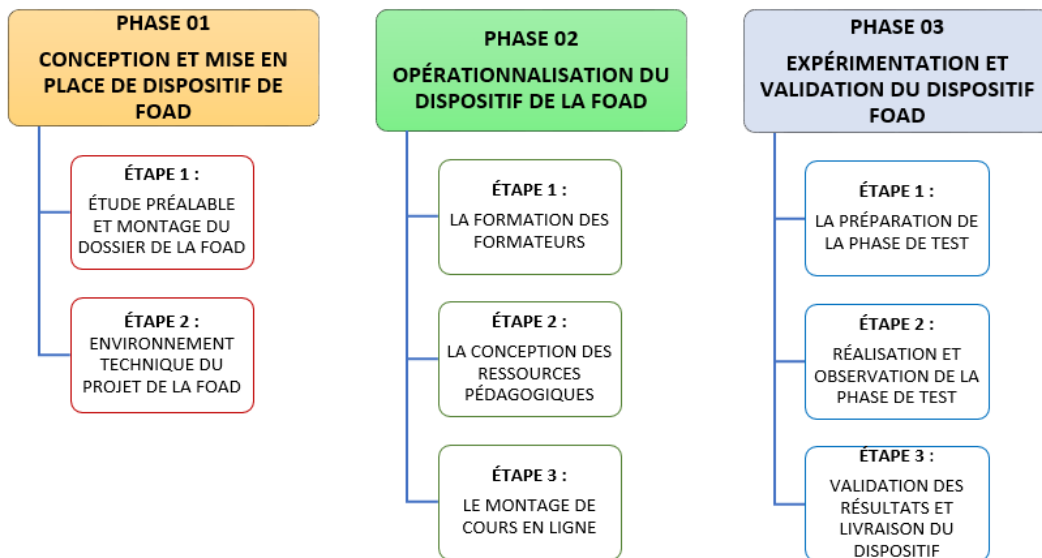 PHASE 01
CONCEPTION ET MISE EN
PLACE DE DISPOSITIF DE
FOAD
ÉTAPE 1 :
ÉTUDE PRÉALABLE
ET MONTAGE DU
DOSSIER DE LA FOAD
ÉTAPE 2 :
ENVIRONNEMENT
TECHNIQUE DU
PROJET DE LA FOAD
PHASE 02
OPÉRATIONNALISATION DU
DISPOSITIF DE LA FOAD
ÉTAPE 1 :
LA FORMATION DES
FORMATEURS
ÉTAPE 2 :
LA CONCEPTION DES
RESSOURCES
PÉDAGOGIQUES
ÉTAPE 3 :
LE MONTAGE DE
COURS EN LIGNE
PHASE 03
EXPÉRIMENTATION ET
VALIDATION DU DISPOSITIF
FOAD
ÉTAPE 1 :
LA PRÉPARATION DE
LA PHASE DE TEST
ÉTAPE 2 :
RÉALISATION ET
OBSERVATION DE LA
PHASE DE TEST
ÉTAPE 3 :
VALIDATION DES
RÉSULTATS ET
LIVRAISON DU
DISPOSITIF